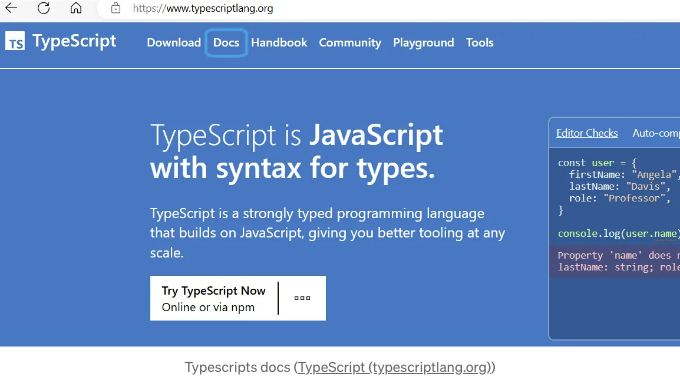 https://www.typescriptlang.org
TS TypeScript Download Docs Handbook Community Playground Tools
TypeScript is JavaScript
with syntax for types.
TypeScript is a strongly typed programming language
that builds on JavaScript, giving you better tooling at any
scale.
Try TypeScript Now
Online or via npm
Editor Checks Auto-comp
const user = {
firstName: "Angela",
lastName: "Davis",
role: "Professor",
}
console.log(user.name)
Property 'name' does n
lastName: string; role
Typescripts docs (TypeScript (typescriptlang.org))